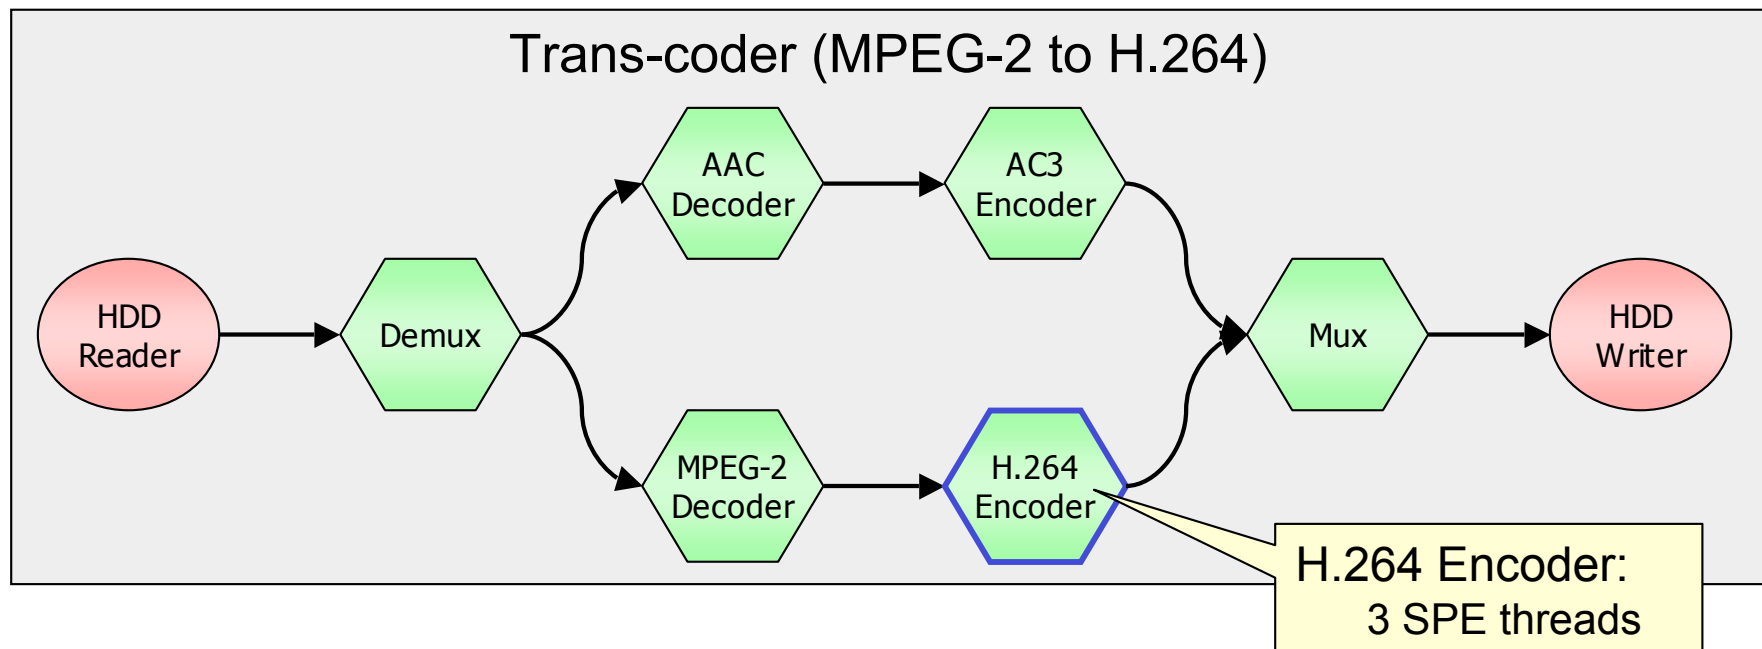 Trans-coder (MPEG-2 to H.264)
AAC
Decoder
AC3
Encoder
HDD
Reader
Demux
Mux
HDD
Writer
MPEG-2
Decoder
H.264
Encoder
H.264 Encoder:
3 SPE threads